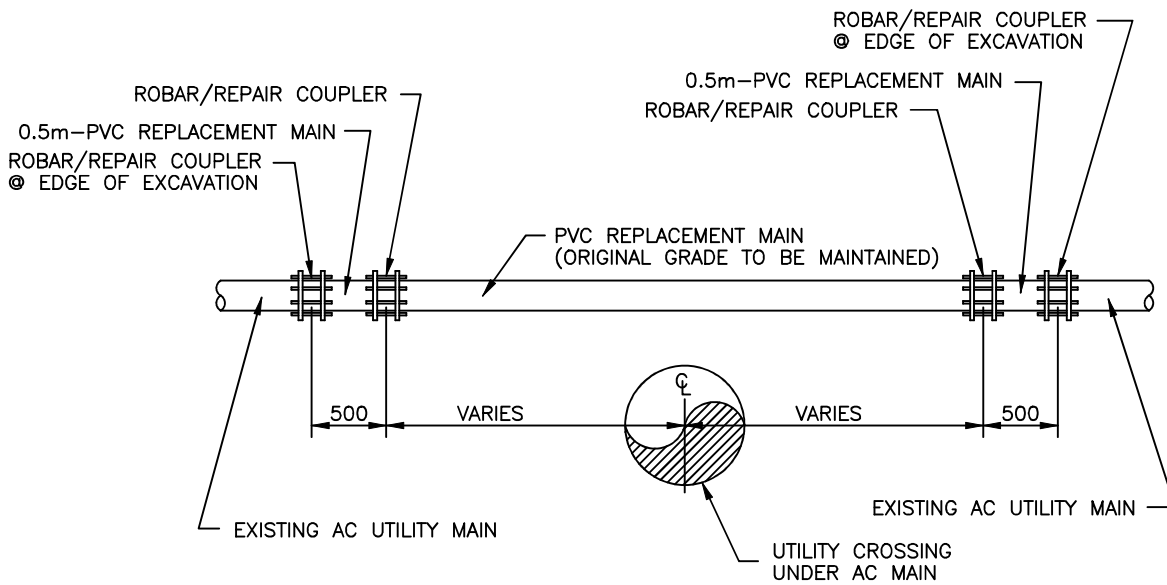 ROBAR/REPAIR COUPLER
@ EDGE OF EXCAVATION
0.5m-PVC REPLACEMENT MAIN
ROBAR/REPAIR COUPLER
ROBAR/REPAIR COUPLER
0.5m-PVC REPLACEMENT MAIN
ROBAR/REPAIR COUPLER
@ EDGE OF EXCAVATION
PVC REPLACEMENT MAIN
(ORIGINAL GRADE TO BE MAINTAINED)
℄
500
VARIES
VARIES
500
EXISTING AC UTILITY MAIN
EXISTING AC UTILITY MAIN
UTILITY CROSSING
UNDER AC MAIN